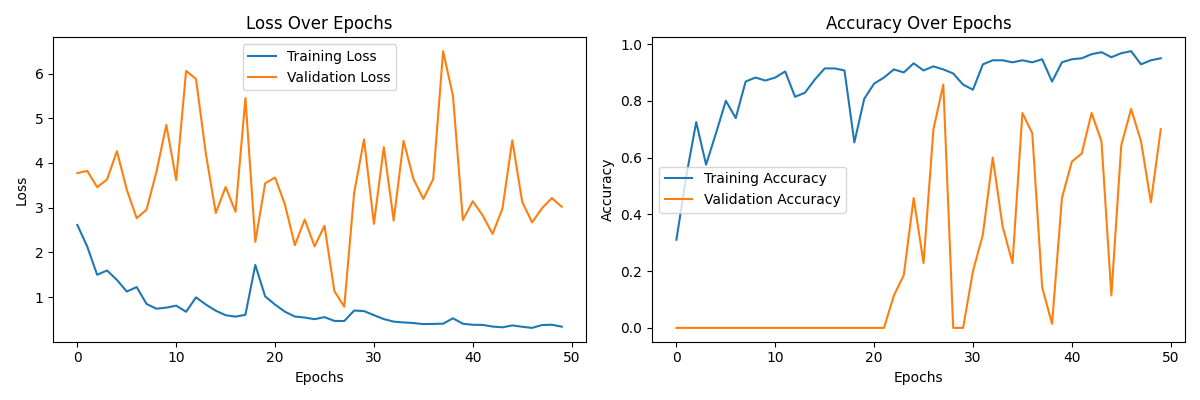 Loss Over Epochs
Training Loss
Validation Loss
6
5
4
3
2
1
Loss
0
10
20
30
40
50
Epochs
Accuracy Over Epochs
Training Accuracy
Validation Accuracy
1.0
0.8
0.6
0.4
0.2
0.0
Accuracy
0
10
20
30
40
50
Epochs